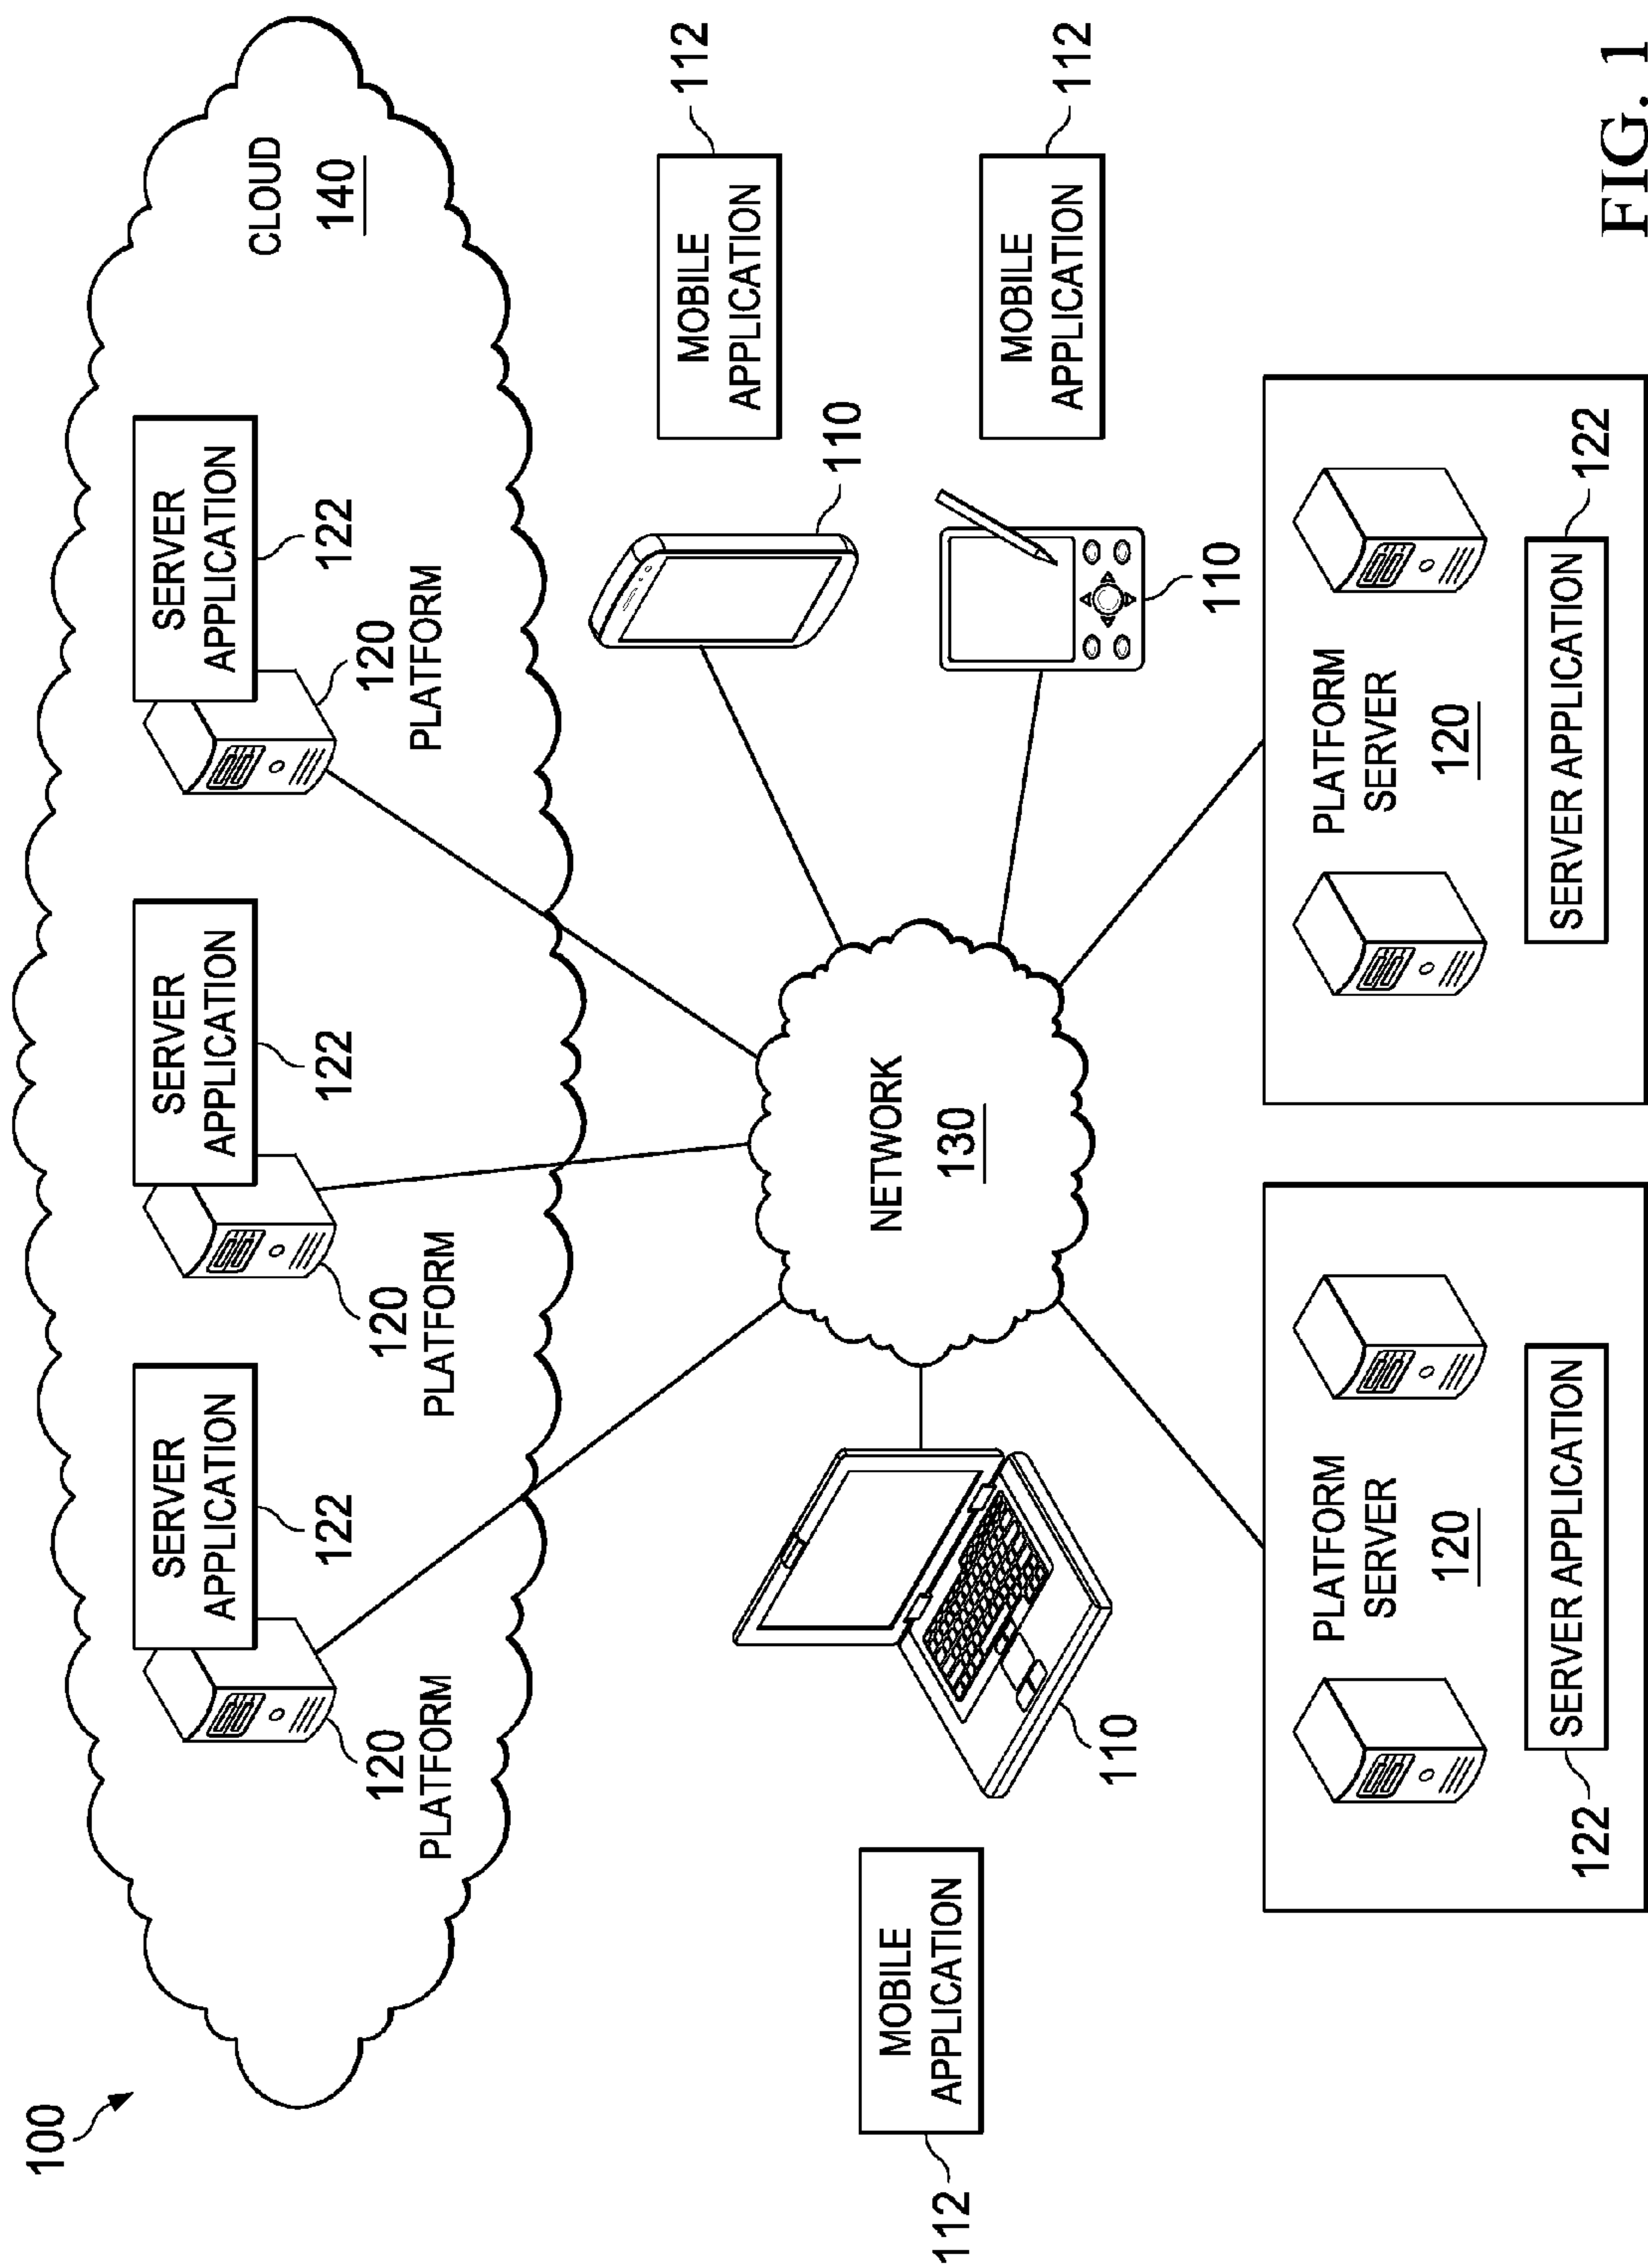 100
CLOUD
140
SERVER
APPLICATION
122
120
PLATFORM
SERVER
APPLICATION
122
120
PLATFORM
SERVER
APPLICATION
122
120
PLATFORM
MOBILE
APPLICATION
112
110
NETWORK
130
110
MOBILE
APPLICATION
112
110
MOBILE
APPLICATION
112
PLATFORM
SERVER
120
SERVER APPLICATION
122
PLATFORM
SERVER
120
SERVER APPLICATION
122
FIG. 1